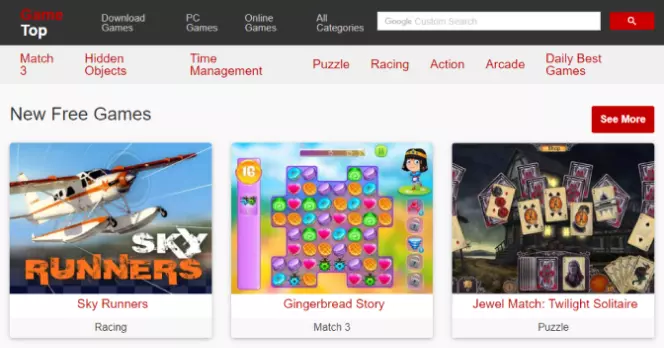 Game
Top
Download
Games
PC
Games
Online
Games
All
Categories
Google Custom Search
Match
3
Hidden
Objects
Time
Management
Puzzle
Racing
Action
Arcade
Daily Best
Games
New Free Games
See More
SKY
RUNNERS
16
Sky Runners
Racing
Gingerbread Story
Match 3
Jewel Match: Twilight Solitaire
Puzzle